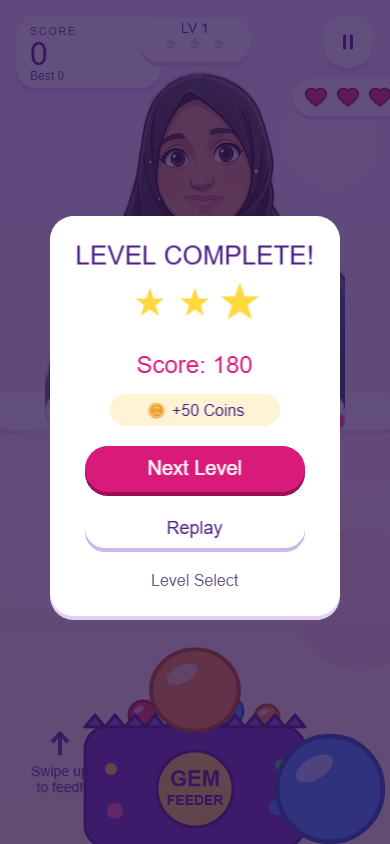 SCORE
0
Best 0
LV 1
LEVEL COMPLETE!
Score: 180
+50 Coins
Next Level
Replay
Level Select
Swipe up
to feed!
GEM
FEEDER